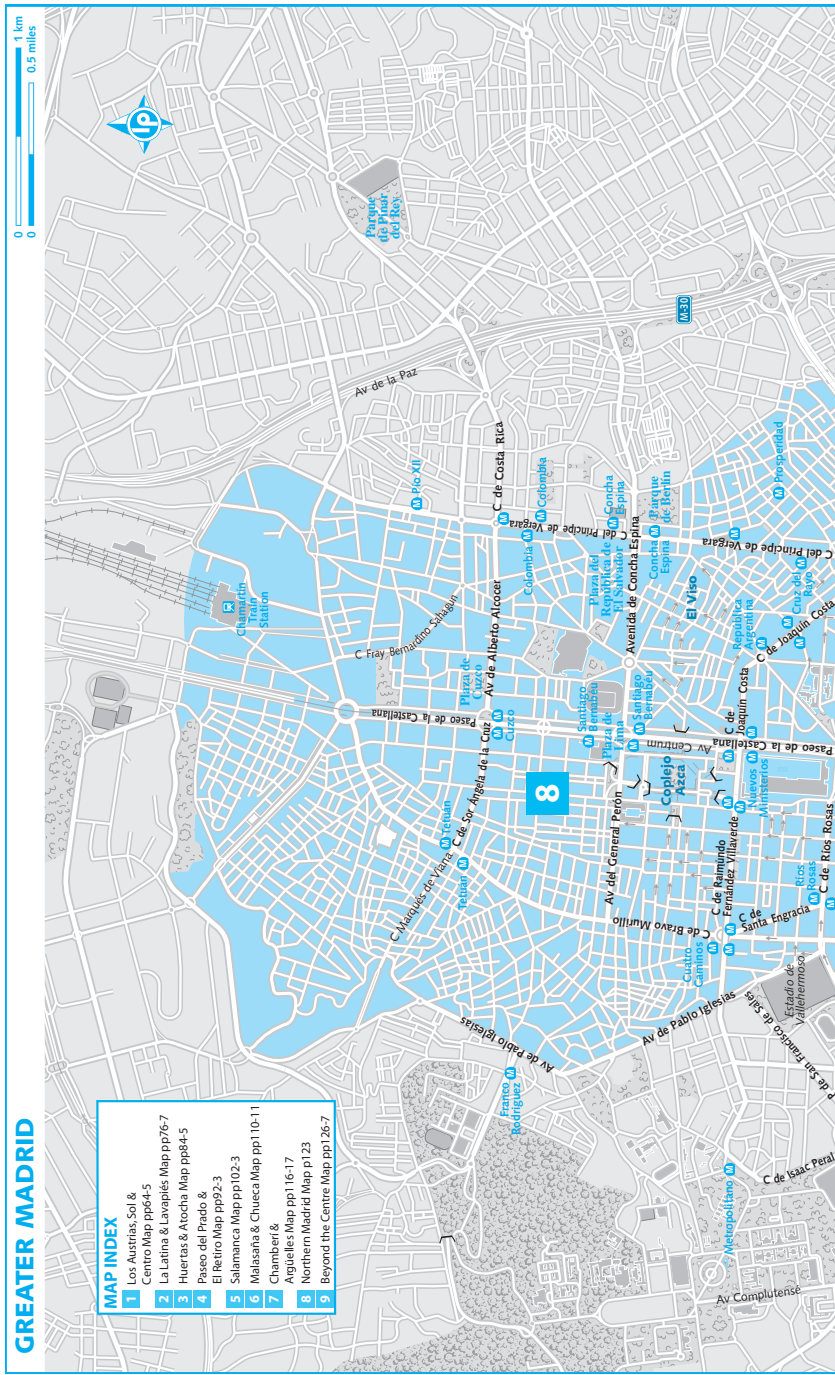 GREATER MADRID
0 1 km
0 0.5 miles
lp
MAP INDEX
1 Los Austrias, Sol &
Centro Map pp64-5
2 La Latina & Lavapiés Map pp76-7
3 Huertas & Atocha Map pp84-5
4 Paseo del Prado &
El Retiro Map pp92-3
5 Salamanca Map pp102-3
6 Malasaña & Chueca Map pp110-11
7 Chamberí &
Argüelles Map pp116-17
8 Northern Madrid Map p123
9 Beyond the Centre Map pp126-7
Parque
de Pinar
del Rey
Av de la Paz
M-30
Chamartín
Train
Station
M Pío XII
C Fray Bernardino Sahagun
C de Costa Rica
M
M Colombia
Colombia M
C del Príncipe de Vergara
Plaza de
Cuzco
Av de Alberto Alcocer
Paseo de la Castellana
M M
Cuzco
C de Sor Ángela de la Cruz
M Tetuán
Tetuán M
C Marqués de Viana
8
Plaza del
República de
El Salvador
M Concha
Espina
Concha M
Espina
Parque
de Berlin
Avenida de Concha Espina
Santiago M
Bernabéu
Plaza de
Lima
M Santiago
Bernabéu
M
El Viso
Av Centrum
Coplejo
Azca
Av del General Perón
C de Bravo Murillo
Av de Pablo Iglesias
Franco M
Rodríguez
Av de Pablo Iglesias
Cuatro M
Caminos
M M
C de Raimúndo
Fernández Villaverde
M M
C de
Santa Engracia
Nuevos M
Ministerios
M M
C de
Joaquín Costa
República M
Argentina
C de Joaquín Costa
M
M Cruz del
Rayo
M
M
C del Príncipe de Vergara
M Prosperidad
Paseo de la Castellana
Ríos
Rosas M
M
C de Ríos Rosas
Estadio de
Vallehermoso
P de San Francisco de Sales
Metropolitano M
C de Isaac Peral
Av Complutense